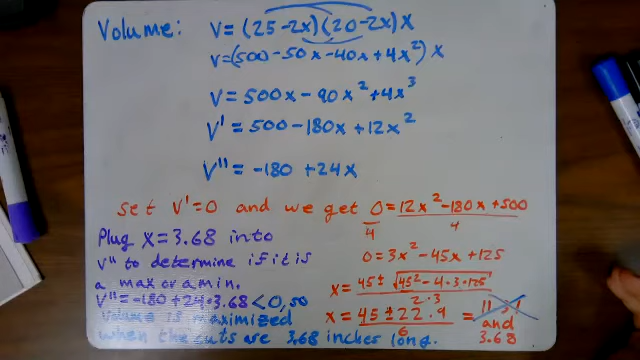 Volume: V = (25 - 2x)(20 - 2x)x
V = (500 - 50x - 40x + 4x²)x
V = 500x - 90x² + 4x³
V' = 500 - 180x + 12x²
V'' = -180 + 24x
Set V' = 0 and we get 0/4 = (12x² - 180x + 500)/4
0 = 3x² - 45x + 125
x = (45 ± √(45² - 4·3·125))/(2·3)
x = (45 ± 22.9)/6 = 11.31 and 3.68
Plug x = 3.68 into
V'' to determine if it is
a max or a min.
V'' = -180 + 24·3.68 < 0, so
volume is maximized
when the cuts are 3.68 inches long.